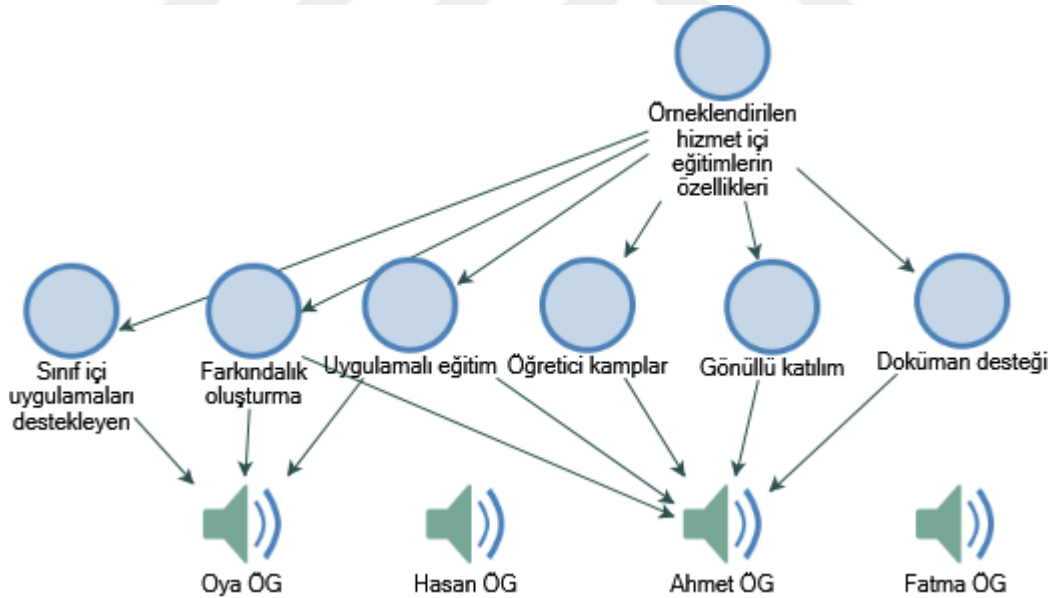 Örneklendirilen
hizmet içi
eğitimlerin
özellikleri
Sınıf içi
uygulamaları
destekleyen
Farkındalık
oluşturma
Uygulamalı eğitim
Öğretici kamplar
Gönüllü katılım
Doküman desteği
Oya ÖG
Hasan ÖG
Ahmet ÖG
Fatma ÖG